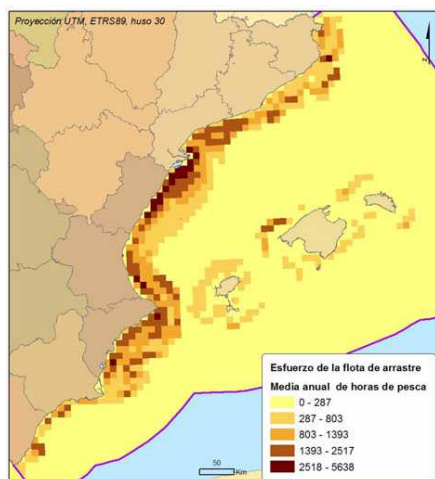 Proyección UTM, ETRS89, huso 30
Esfuerzo de la flota de arrastre
Media anual de horas de pesca
0 - 287
287 - 803
803 - 1393
1393 - 2517
2518 - 5638
50
Km